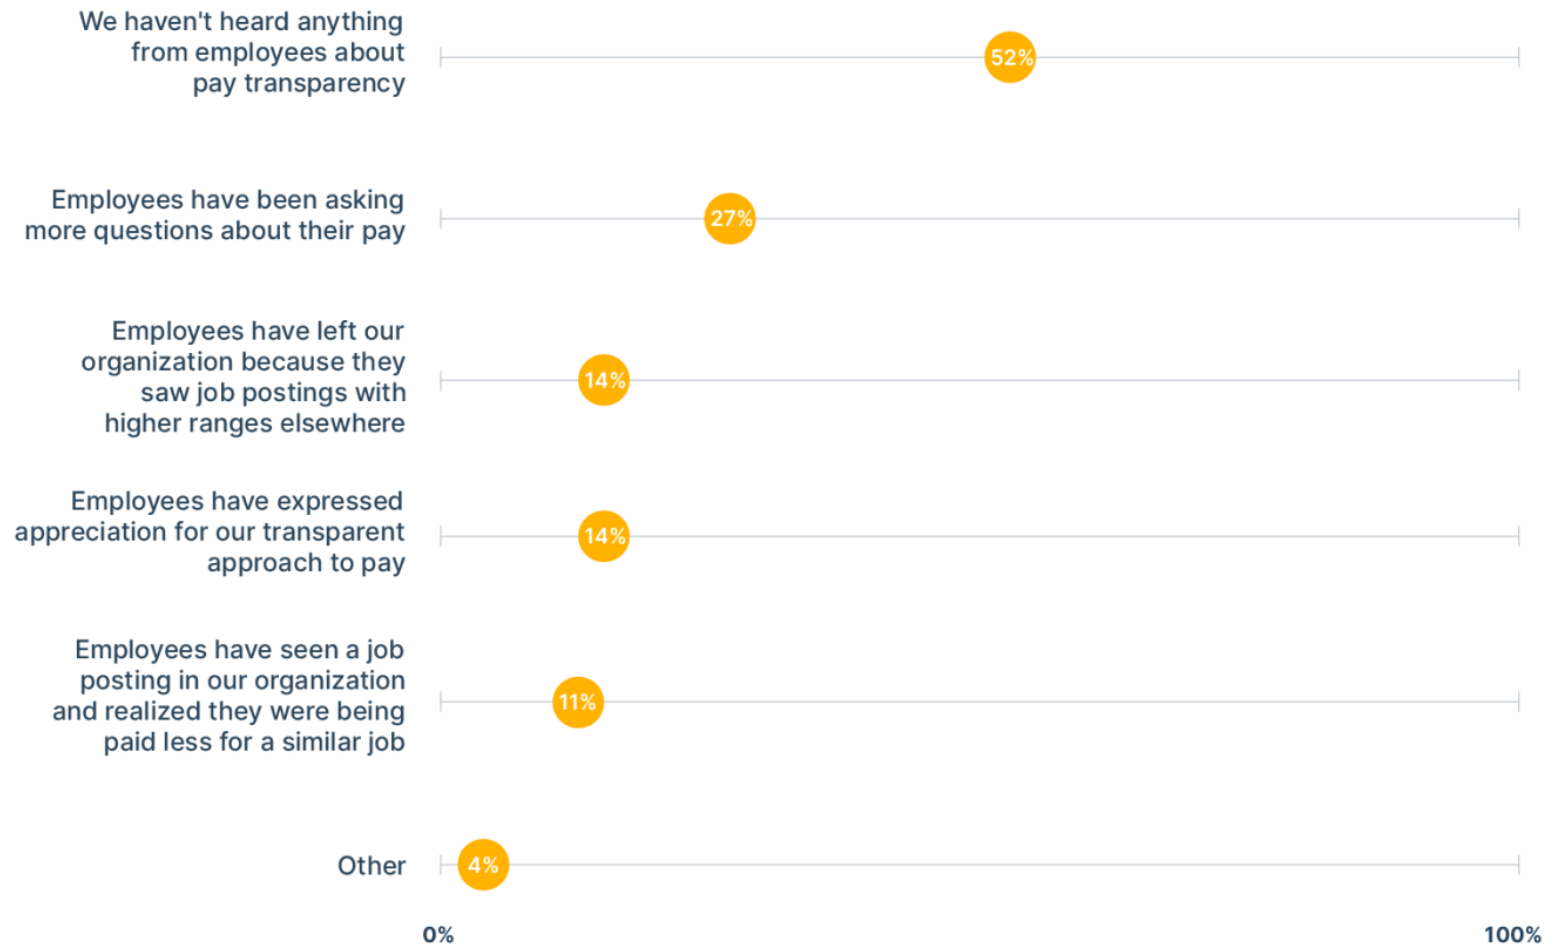 We haven't heard anything
from employees about
pay transparency
52%
Employees have been asking
more questions about their pay
27%
Employees have left our
organization because they
saw job postings with
higher ranges elsewhere
14%
Employees have expressed
appreciation for our transparent
approach to pay
14%
Employees have seen a job
posting in our organization
and realized they were being
paid less for a similar job
11%
Other
4%
0%
100%